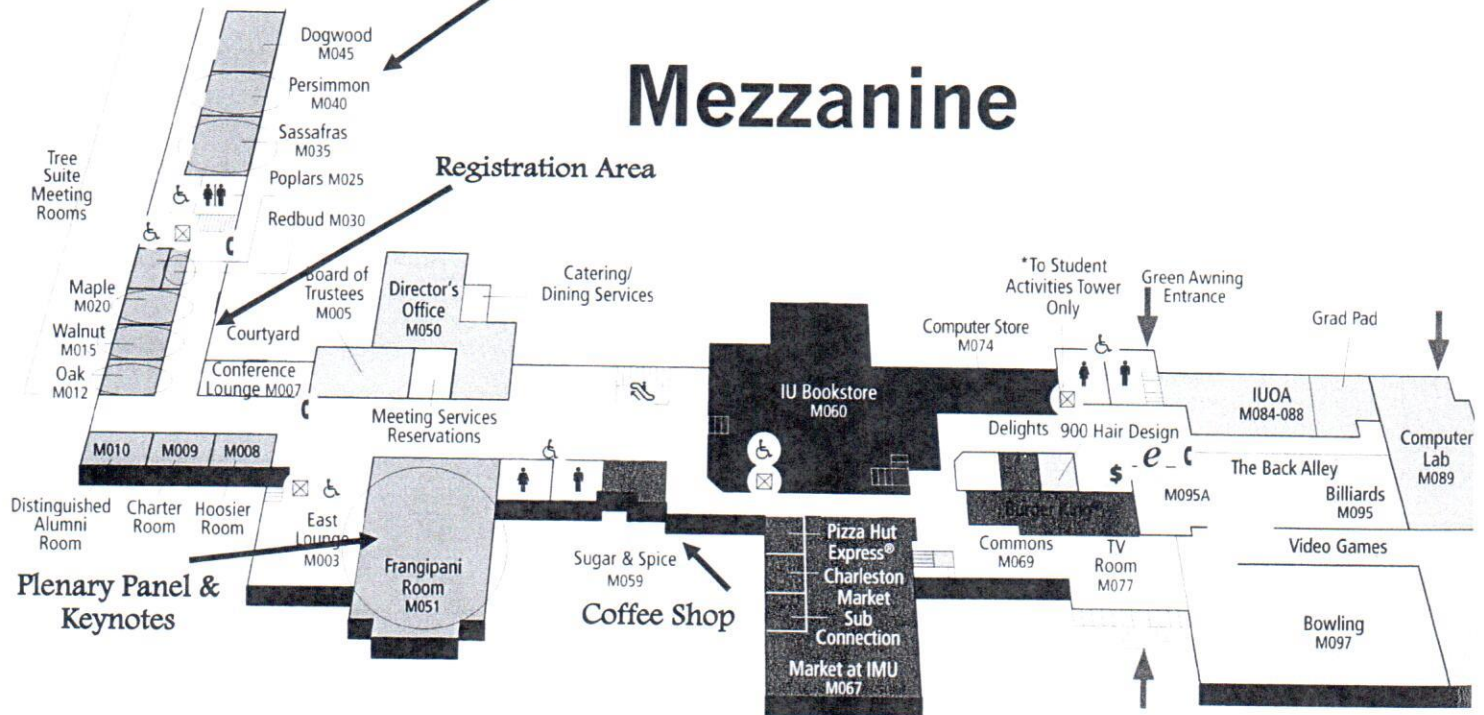 Mezzanine
Dogwood
M045
Persimmon
M040
Sassafras
M035
Poplars M025
Redbud M030
Tree
Suite
Meeting
Rooms
Registration Area
Maple
M020
Walnut
M015
Oak
M012
Courtyard
Conference
Lounge M007
Board of
Trustees
M005
Director's
Office
M050
Catering/
Dining Services
Meeting Services
Reservations
M010
M009
M008
Distinguished
Alumni
Room
Charter
Room
Hoosier
Room
East
Lounge
M003
Frangipani
Room
M051
Plenary Panel &
Keynotes
Sugar & Spice
M059
Coffee Shop
IU Bookstore
M060
Computer Store
M074
*To Student
Activities Tower
Only
Green Awning
Entrance
Grad Pad
IUOA
M084-088
Computer
Lab
M089
Delights
900 Hair Design
$
e
The Back Alley
Billiards
M095
M095A
Burger King®
Video Games
Pizza Hut
Express®
Charleston
Market
Sub
Connection
Market at IMU
M067
Commons
M069
TV
Room
M077
Bowling
M097